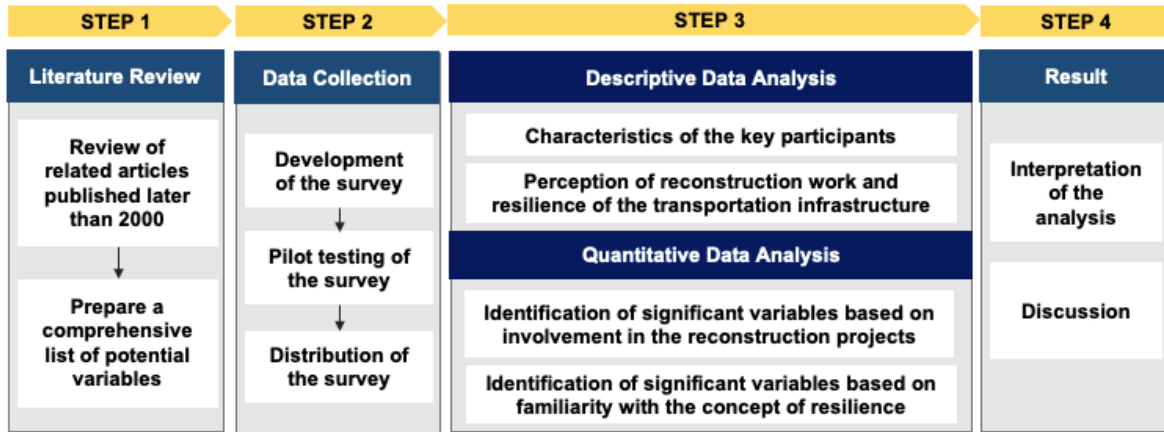 STEP 1
STEP 2
STEP 3
STEP 4
Literature Review
Review of
related articles
published later
than 2000
Prepare a
comprehensive
list of potential
variables
Data Collection
Development
of the survey
Pilot testing of
the survey
Distribution of
the survey
Descriptive Data Analysis
Characteristics of the key participants
Perception of reconstruction work and
resilience of the transportation infrastructure
Quantitative Data Analysis
Identification of significant variables based on
involvement in the reconstruction projects
Identification of significant variables based on
familiarity with the concept of resilience
Result
Interpretation
of the
analysis
Discussion